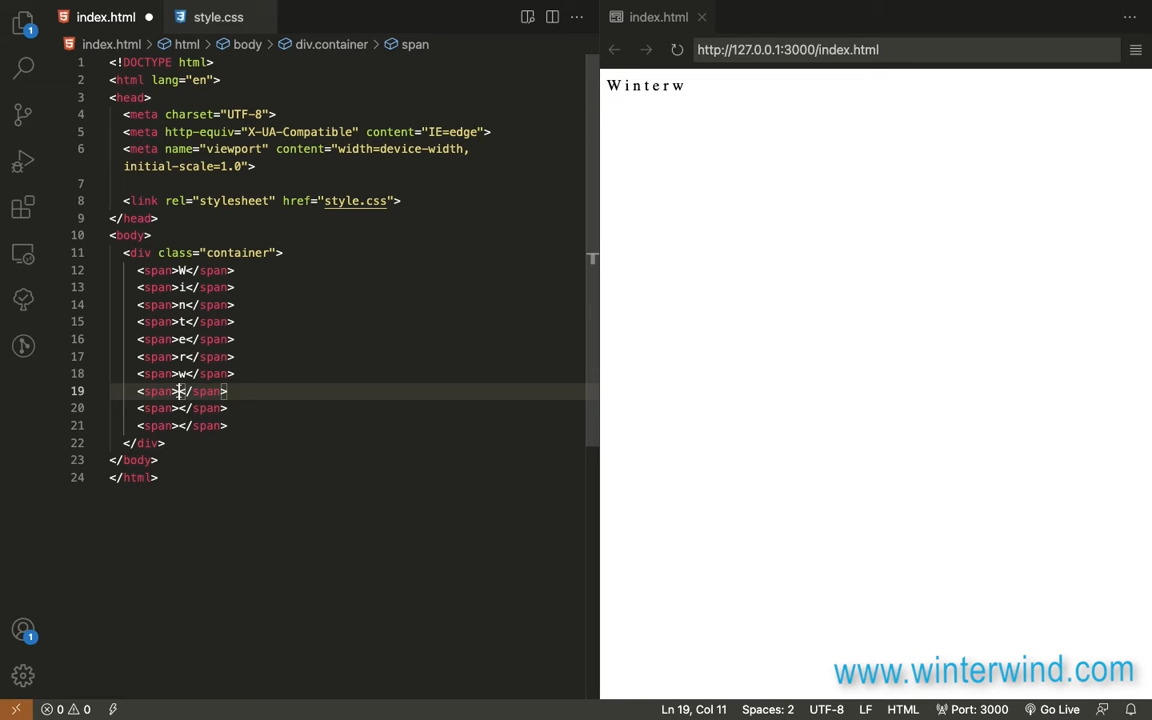 index.html
style.css
index.html
index.html > html > body > div.container > span
http://127.0.0.1:3000/index.html
1 <!DOCTYPE html>
2 <html lang="en">
3 <head>
4 <meta charset="UTF-8">
5 <meta http-equiv="X-UA-Compatible" content="IE=edge">
6 <meta name="viewport" content="width=device-width,
initial-scale=1.0">
7
8 <link rel="stylesheet" href="style.css">
9 </head>
10 <body>
11 <div class="container">
12 <span>W</span>
13 <span>i</span>
14 <span>n</span>
15 <span>t</span>
16 <span>e</span>
17 <span>r</span>
18 <span>w</span>
19 <span></span>
20 <span></span>
21 <span></span>
22 </div>
23 </body>
24 </html>
W i n t e r w
www.winterwind.com
1
1
0 0
Ln 19, Col 11
Spaces: 2
UTF-8
LF
HTML
Port: 3000
Go Live